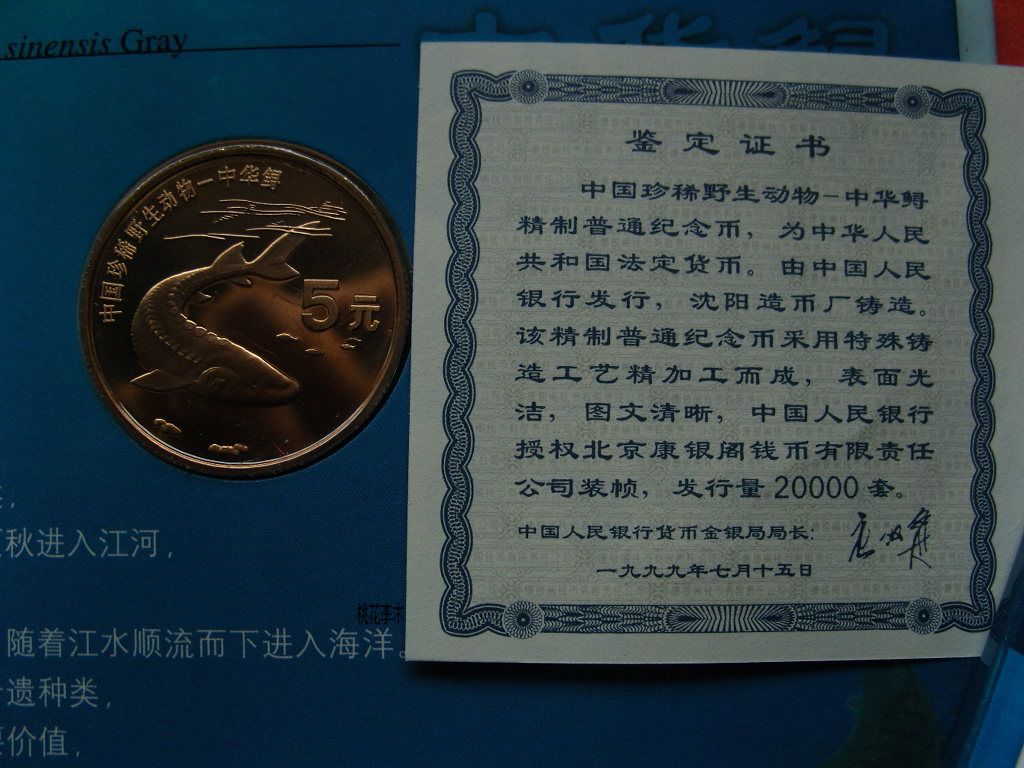 sinensis Gray
中华鲟
中国珍稀野生动物—中华鲟
5元
鉴定证书
中国珍稀野生动物—中华鲟
精制普通纪念币，为中华人民
共和国法定货币。由中国人民
银行发行，沈阳造币厂铸造。
该精制普通纪念币采用特殊铸
造工艺精加工而成，表面光
洁，图文清晰，中国人民银行
授权北京康银阁钱币有限责任
公司装帧，发行量20000套。
中国人民银行货币金银局局长：
一九九九年七月十五日
秋进入江河，
桃花李木
随着江水顺流而下进入海洋。
遗种类，
价值，